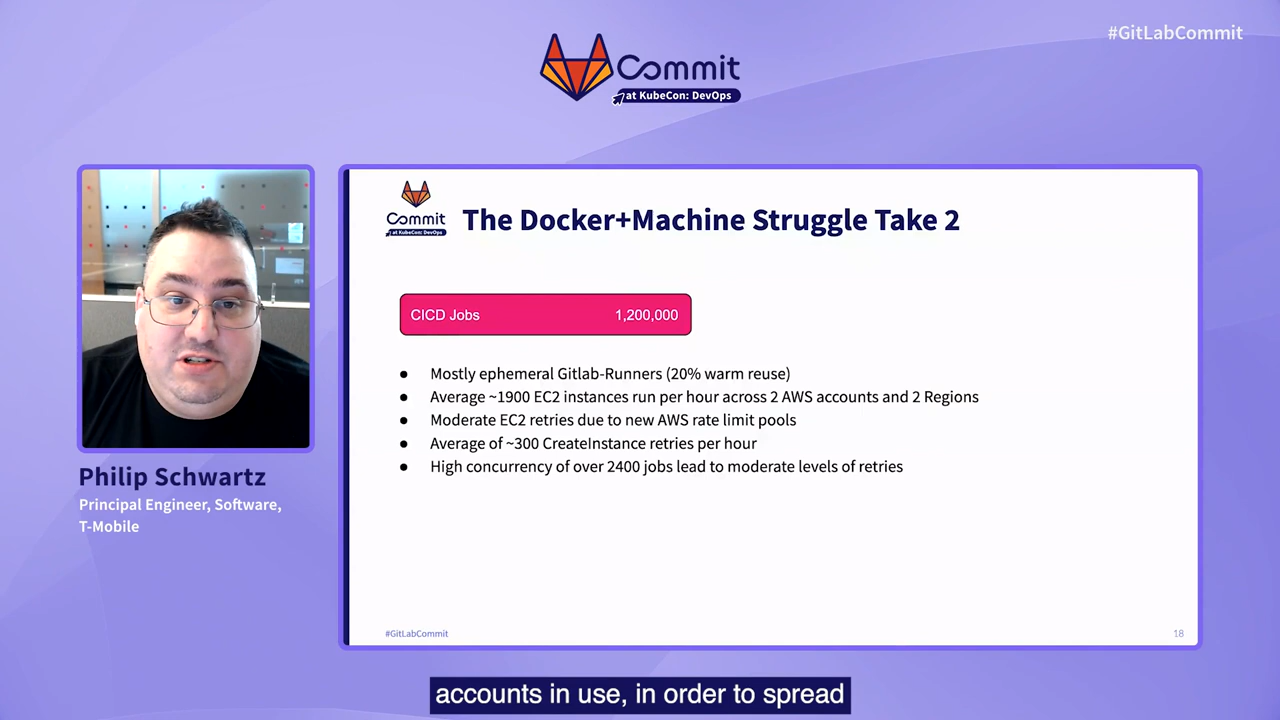 #GitLabCommit
Commit
at KubeCon: DevOps
Commit
at KubeCon: DevOps
The Docker+Machine Struggle Take 2
CICD Jobs 1,200,000
● Mostly ephemeral Gitlab-Runners (20% warm reuse)
● Average ~1900 EC2 instances run per hour across 2 AWS accounts and 2 Regions
● Moderate EC2 retries due to new AWS rate limit pools
● Average of ~300 CreateInstance retries per hour
● High concurrency of over 2400 jobs lead to moderate levels of retries
Philip Schwartz
Principal Engineer, Software,
T-Mobile
#GitLabCommit
18
accounts in use, in order to spread